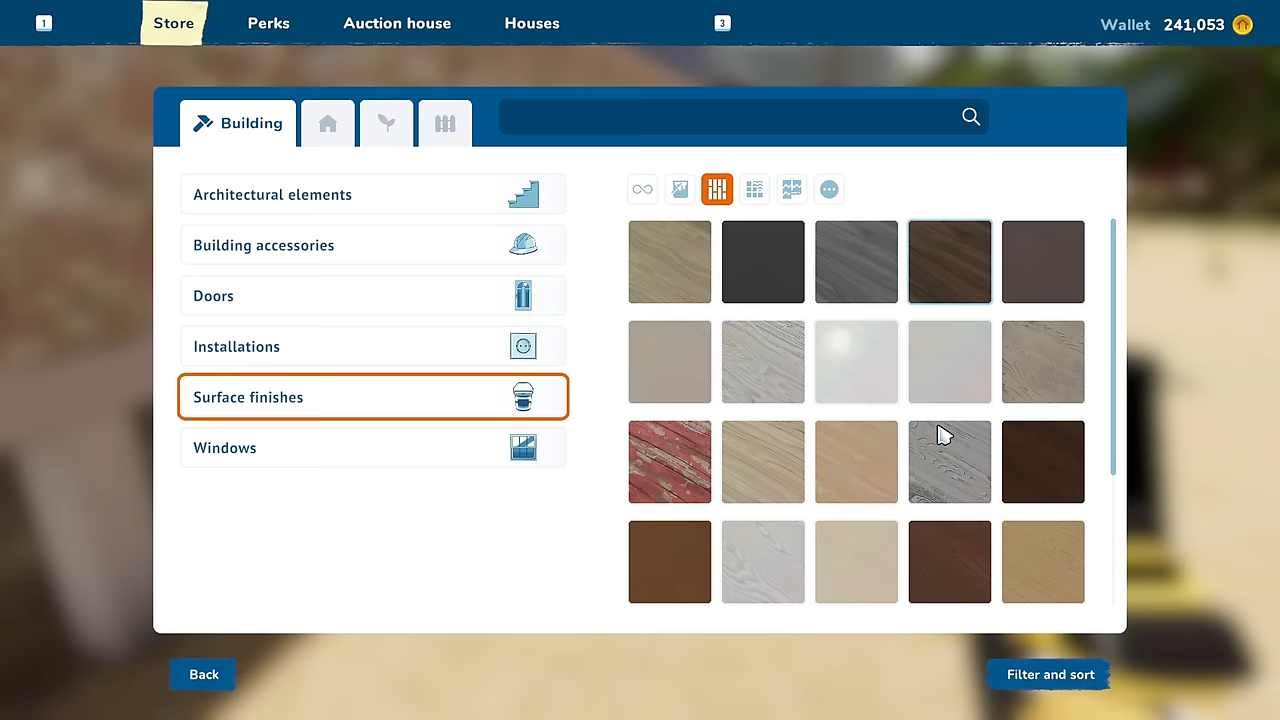 1
Store
Perks
Auction house
Houses
3
Wallet 241,053
Building
Architectural elements
Building accessories
Doors
Installations
Surface finishes
Windows
Back
Filter and sort